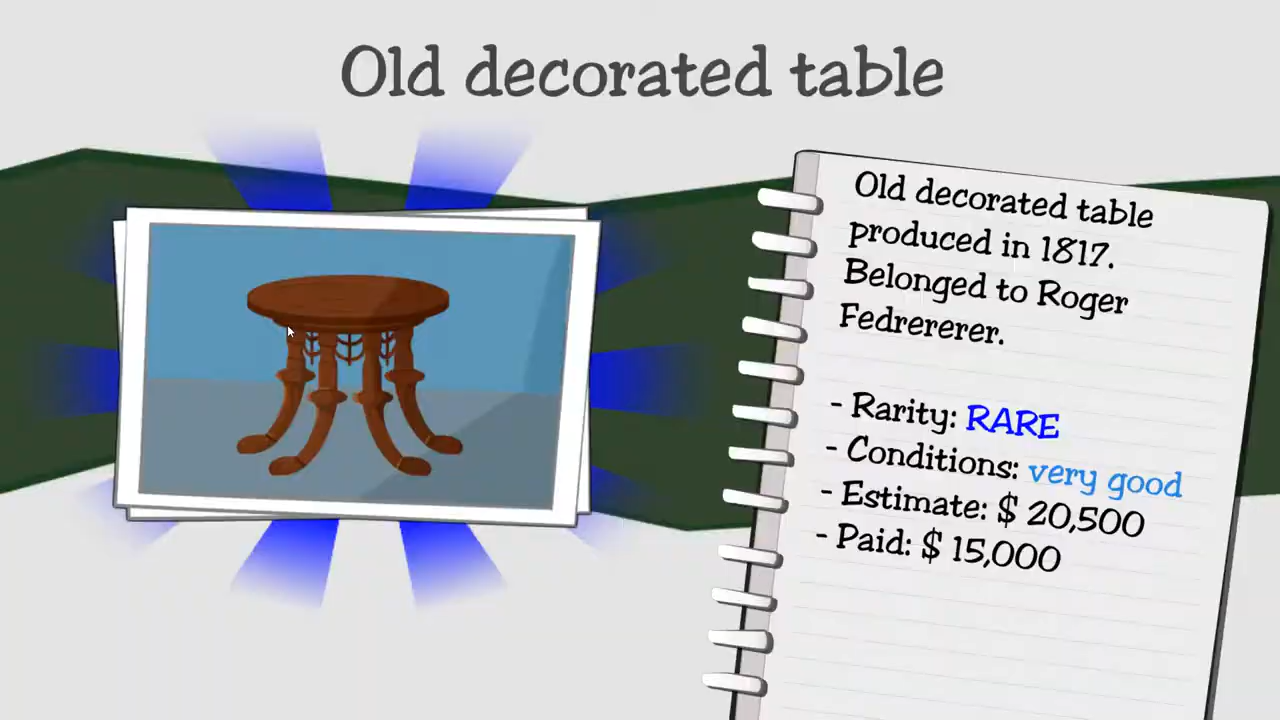 Old decorated table
Old decorated table
produced in 1817.
Belonged to Roger
Fedrererer.
- Rarity: RARE
- Conditions: very good
- Estimate: $ 20,500
- Paid: $ 15,000